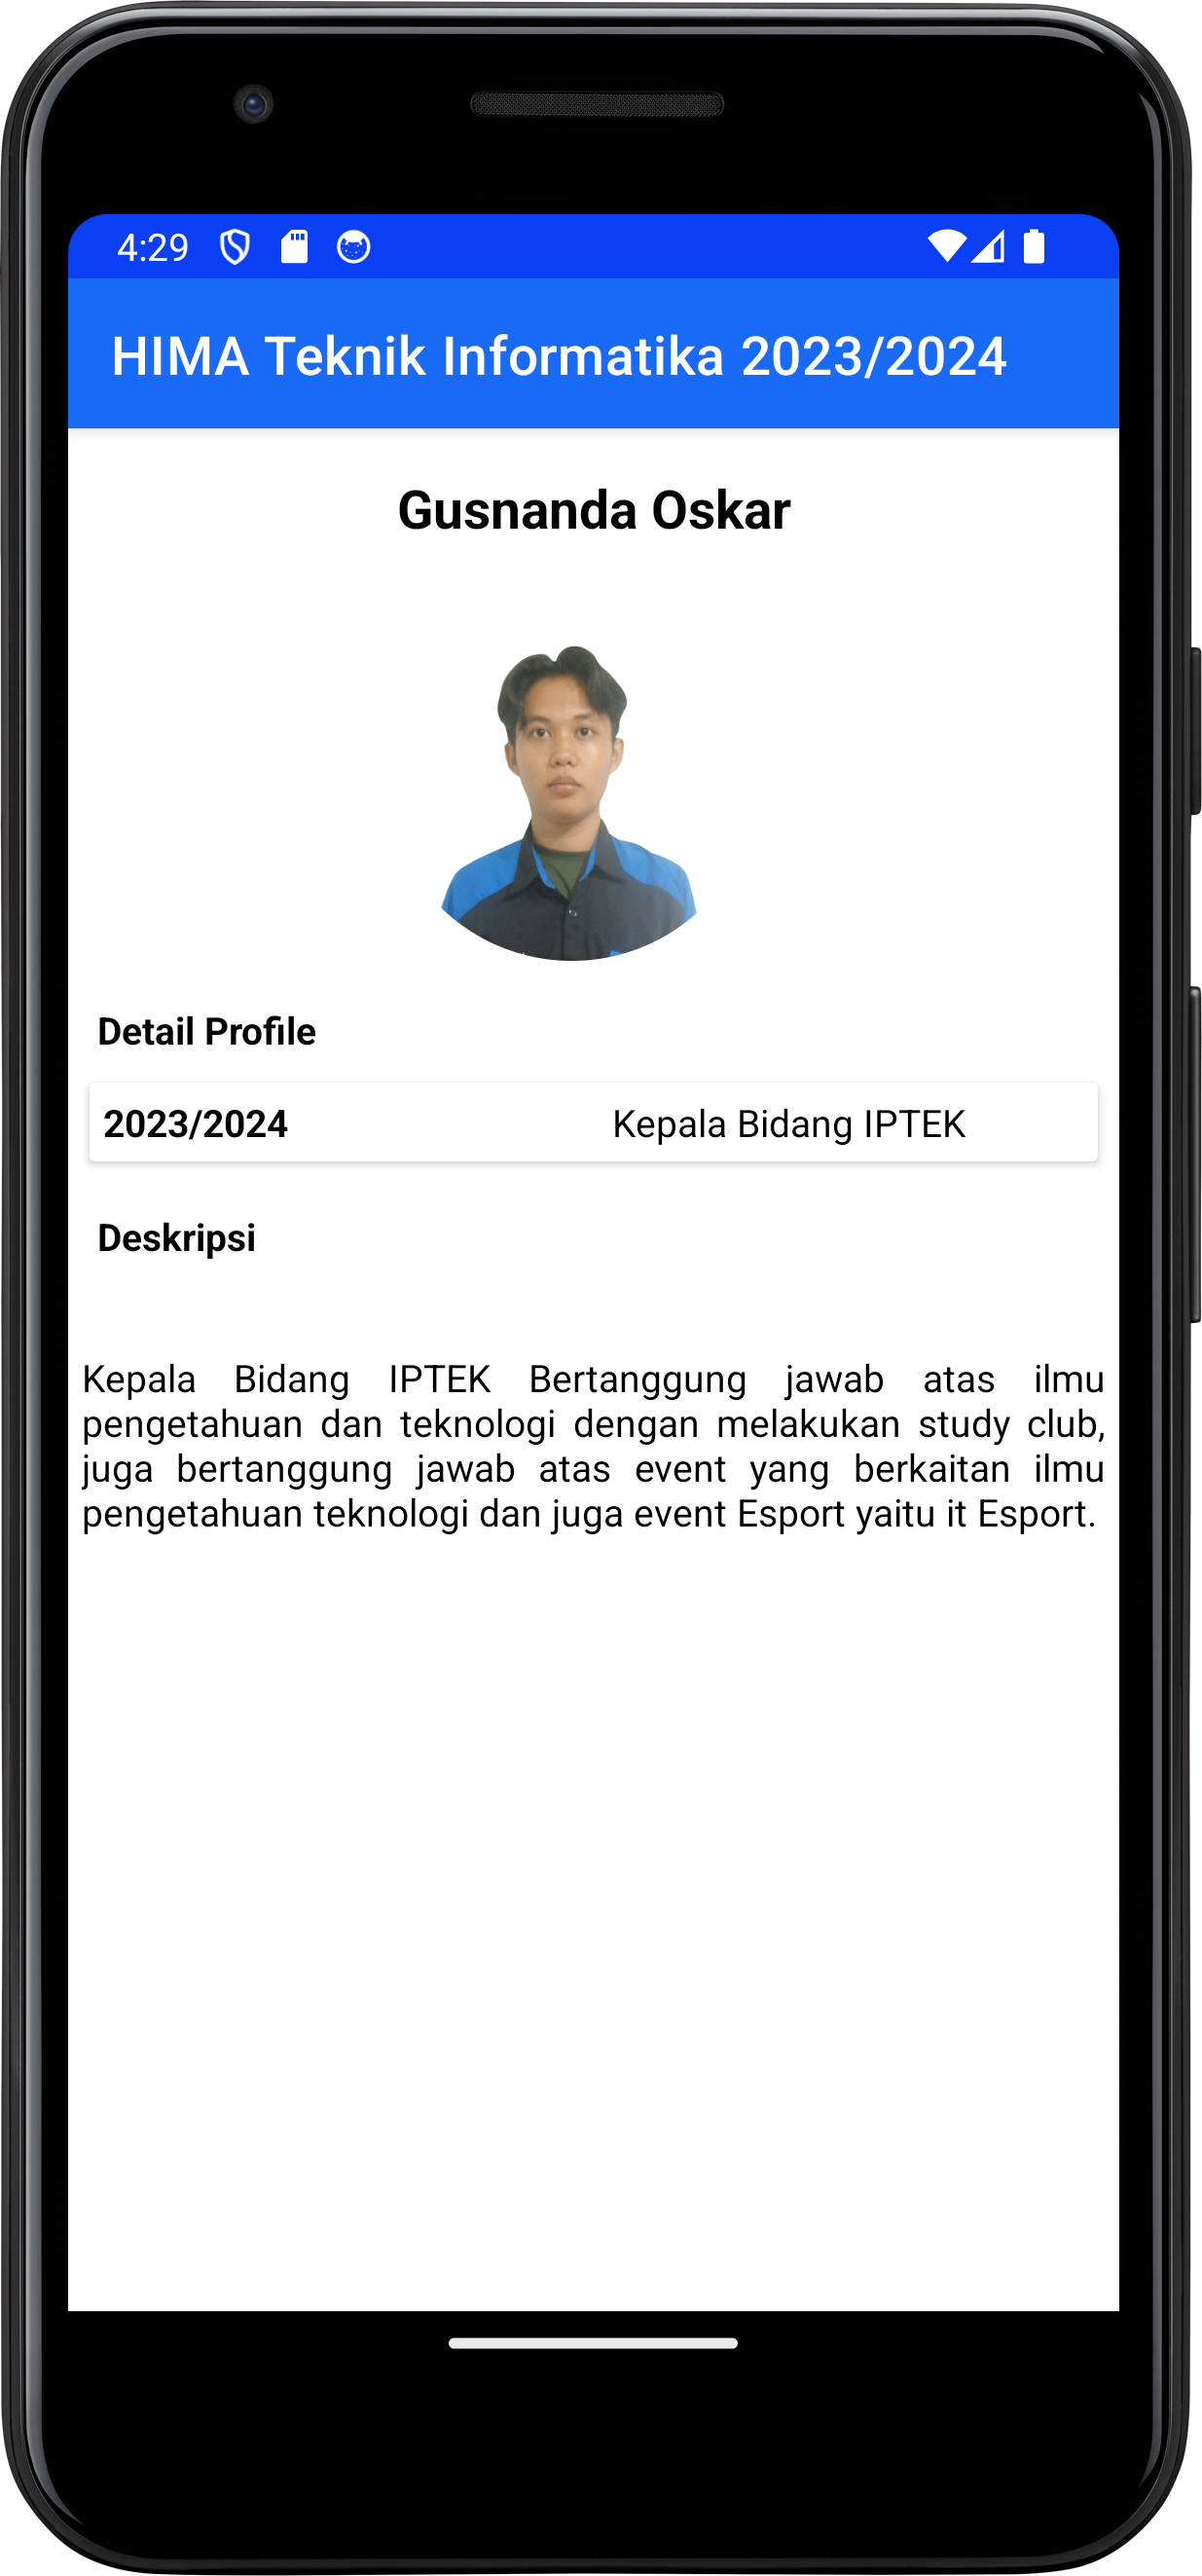 4:29
HIMA Teknik Informatika 2023/2024
Gusnanda Oskar
Detail Profile
2023/2024 Kepala Bidang IPTEK
Deskripsi
Kepala Bidang IPTEK Bertanggung jawab atas ilmu
pengetahuan dan teknologi dengan melakukan study club,
juga bertanggung jawab atas event yang berkaitan ilmu
pengetahuan teknologi dan juga event Esport yaitu it Esport.